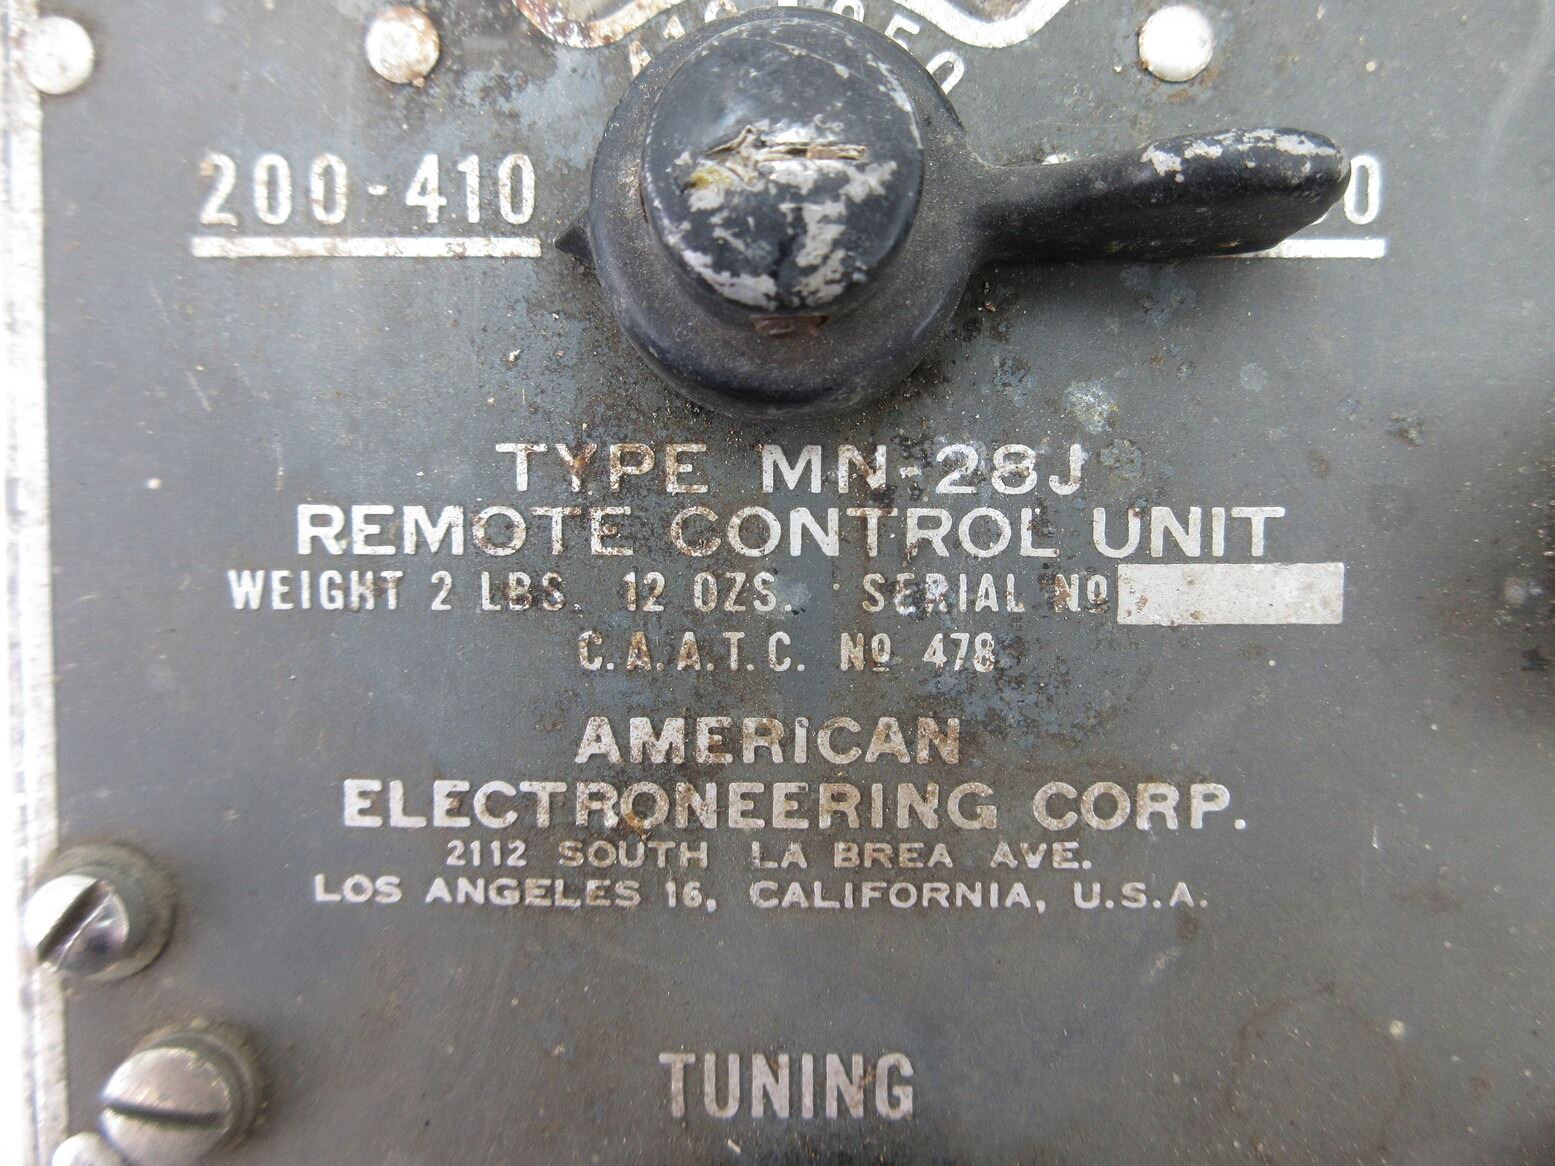 200-410
TYPE MN-28J
REMOTE CONTROL UNIT
WEIGHT 2 LBS. 12 OZS. SERIAL Nº
C.A.A.T.C. Nº 478
AMERICAN
ELECTRONEERING CORP.
2112 SOUTH LA BREA AVE.
LOS ANGELES 16, CALIFORNIA, U.S.A.
TUNING